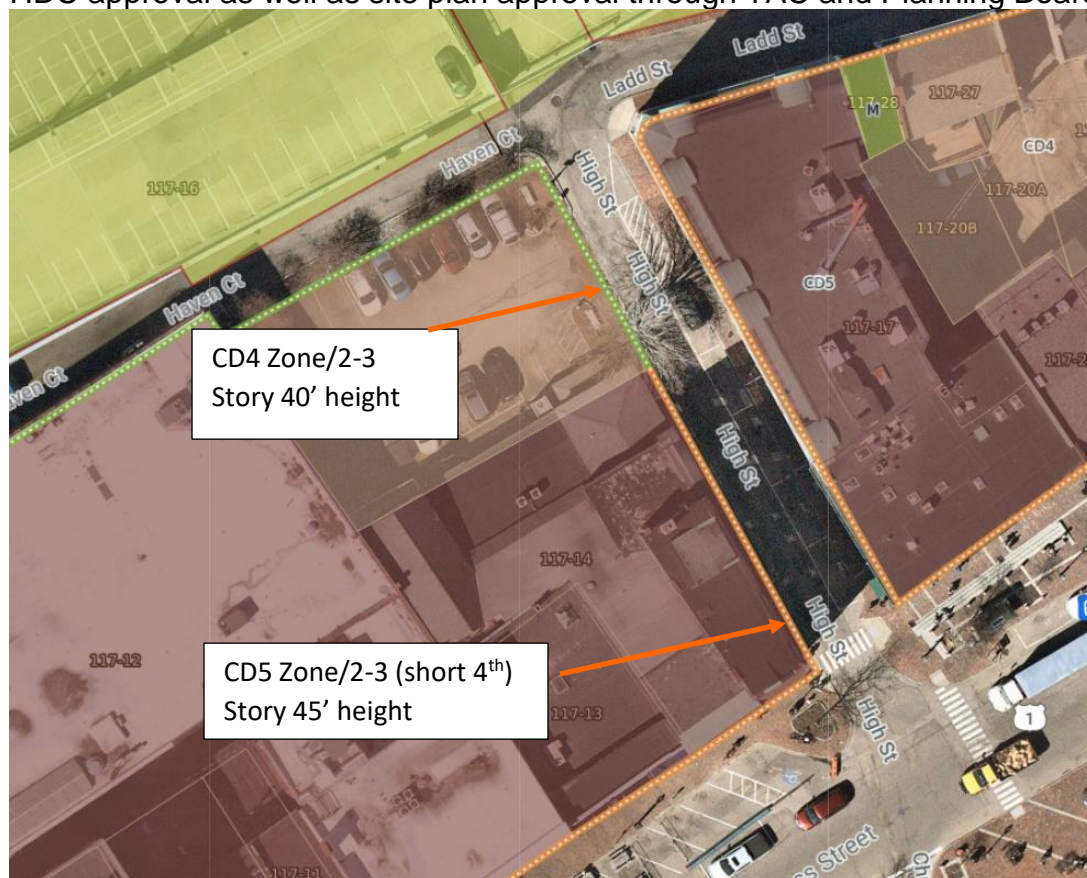 HDC approval as well as site plan approval through TAC and Planning Board
Ladd St
Ladd St
117-28
M
117-27
CD4
117-20A
117-20B
Haven Ct
High St
117-16
High St
CD5
117-17
Haven Ct
CD4 Zone/2-3
Story 40’ height
High St
117-14
117-12
CD5 Zone/2-3 (short 4th)
Story 45’ height
117-13
High St
High St
1
117-11